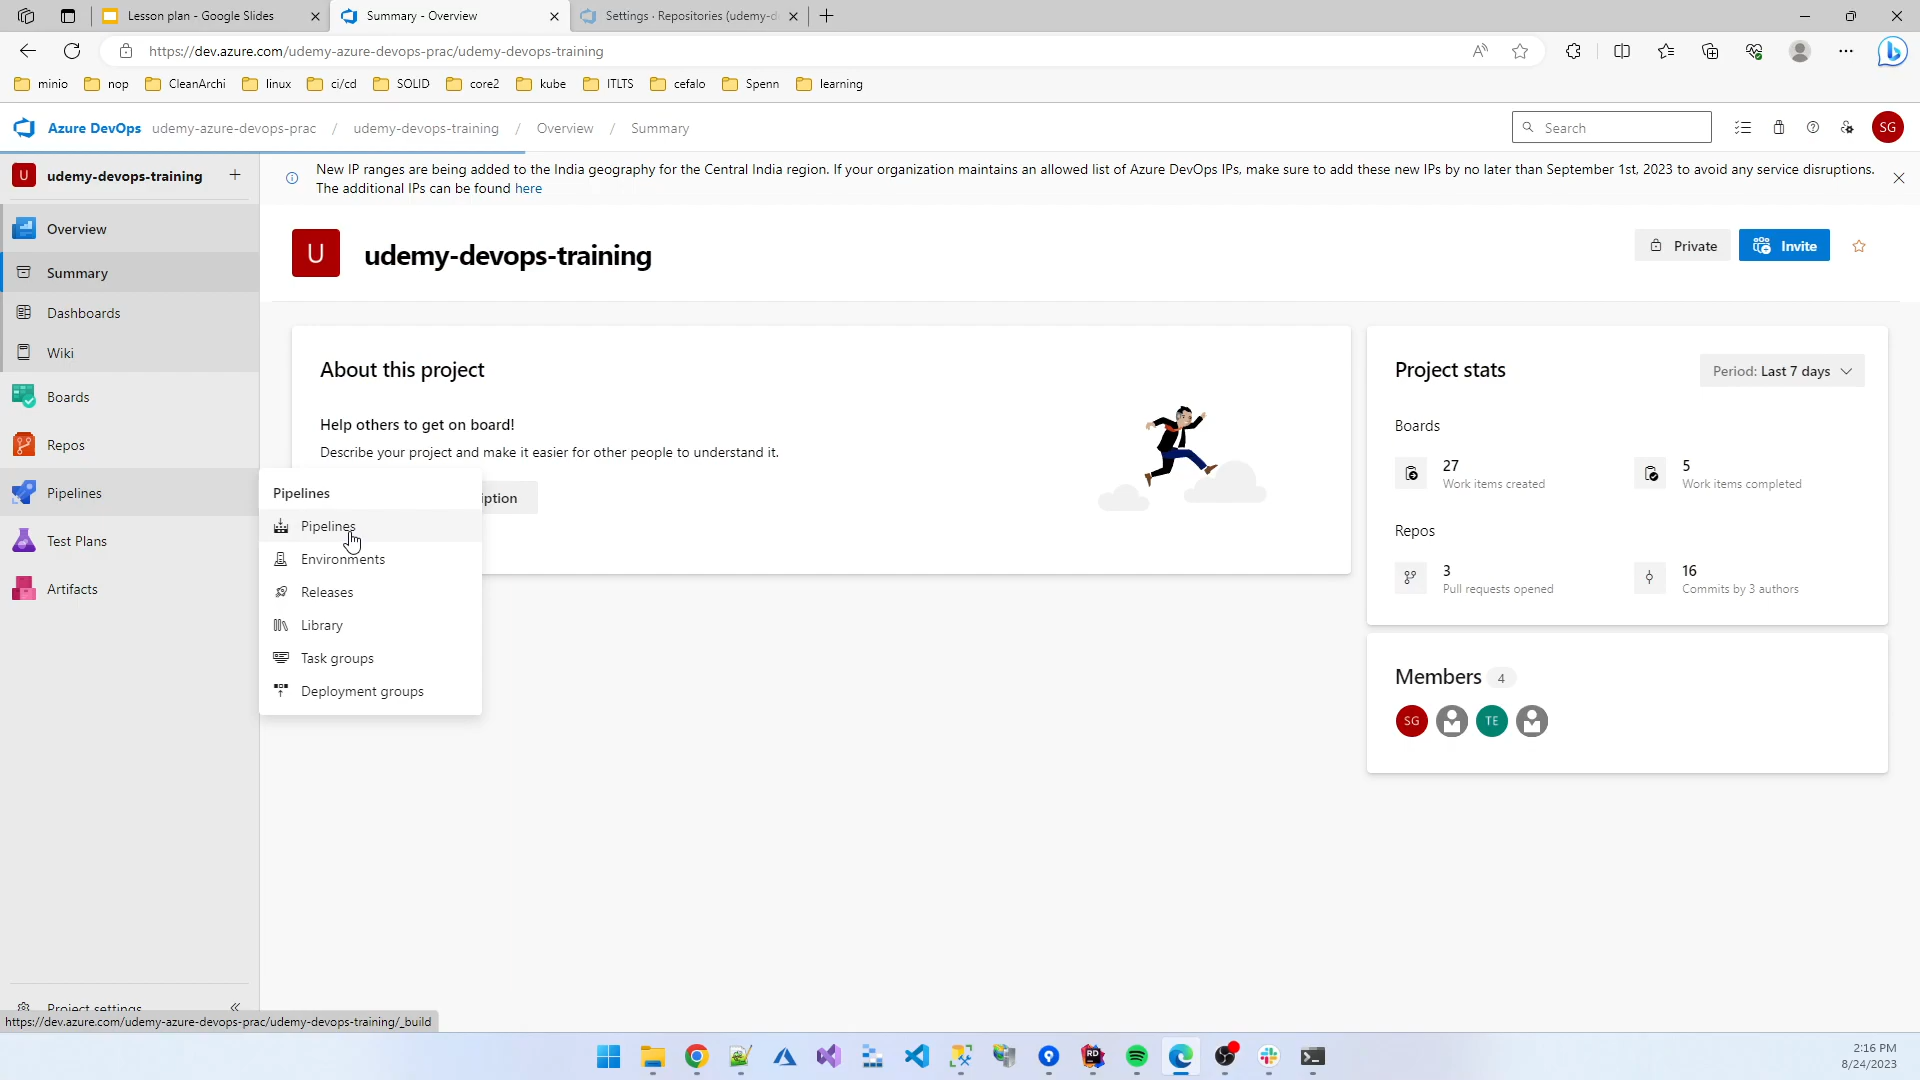 Lesson plan - Google Slides
Summary - Overview
Settings · Repositories (udemy-d
https://dev.azure.com/udemy-azure-devops-prac/udemy-devops-training
minio
nop
CleanArchi
linux
ci/cd
SOLID
core2
kube
ITLTS
cefalo
Spenn
learning
Azure DevOps udemy-azure-devops-prac / udemy-devops-training / Overview / Summary
Search
SG
U udemy-devops-training
New IP ranges are being added to the India geography for the Central India region. If your organization maintains an allowed list of Azure DevOps IPs, make sure to add these new IPs by no later than September 1st, 2023 to avoid any service disruptions.
The additional IPs can be found here
Overview
Summary
Dashboards
Wiki
Boards
Repos
Pipelines
Test Plans
Artifacts
Project settings
https://dev.azure.com/udemy-azure-devops-prac/udemy-devops-training/_build
U udemy-devops-training
Private
Invite
About this project
Help others to get on board!
Describe your project and make it easier for other people to understand it.
iption
Pipelines
Pipelines
Environments
Releases
Library
Task groups
Deployment groups
Project stats
Period: Last 7 days
Boards
27
Work items created
5
Work items completed
Repos
3
Pull requests opened
16
Commits by 3 authors
Members 4
SG
TE
RD
2:16 PM
8/24/2023